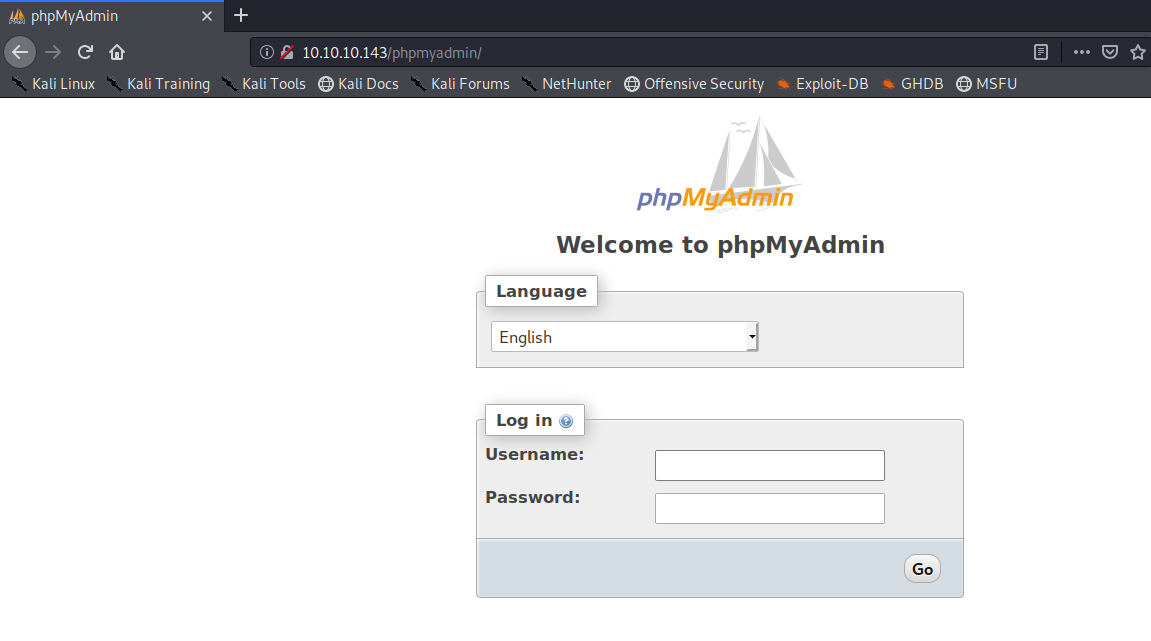 phpMyAdmin
10.10.10.143/phpmyadmin/
Kali Linux Kali Training Kali Tools Kali Docs Kali Forums NetHunter Offensive Security Exploit-DB GHDB MSFU
phpMyAdmin
Welcome to phpMyAdmin
Language
English
Log in
Username:
Password:
Go